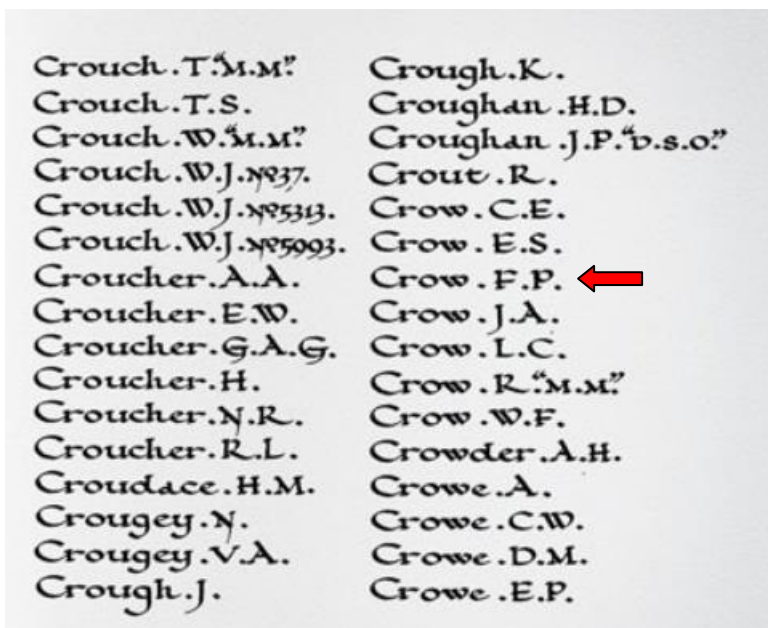 Crouch.T."M.M."
Crouch.T.S.
Crouch.W."M.M."
Crouch.W.J.Nº37.
Crouch.W.J.Nº5313.
Crouch.W.J.Nº5993.
Croucher.A.A.
Croucher.E.W.
Croucher.G.A.G.
Croucher.H.
Croucher.N.R.
Croucher.R.L.
Croudace.H.M.
Crougey.N.
Crougey.V.A.
Crough.J.
Crough.K.
Croughan.H.D.
Croughan.J.P."D.S.O."
Crout.R.
Crow.C.E.
Crow.E.S.
Crow.F.P.
Crow.J.A.
Crow.L.C.
Crow.R."M.M."
Crow.W.F.
Crowder.A.H.
Crowe.A.
Crowe.C.W.
Crowe.D.M.
Crowe.E.P.